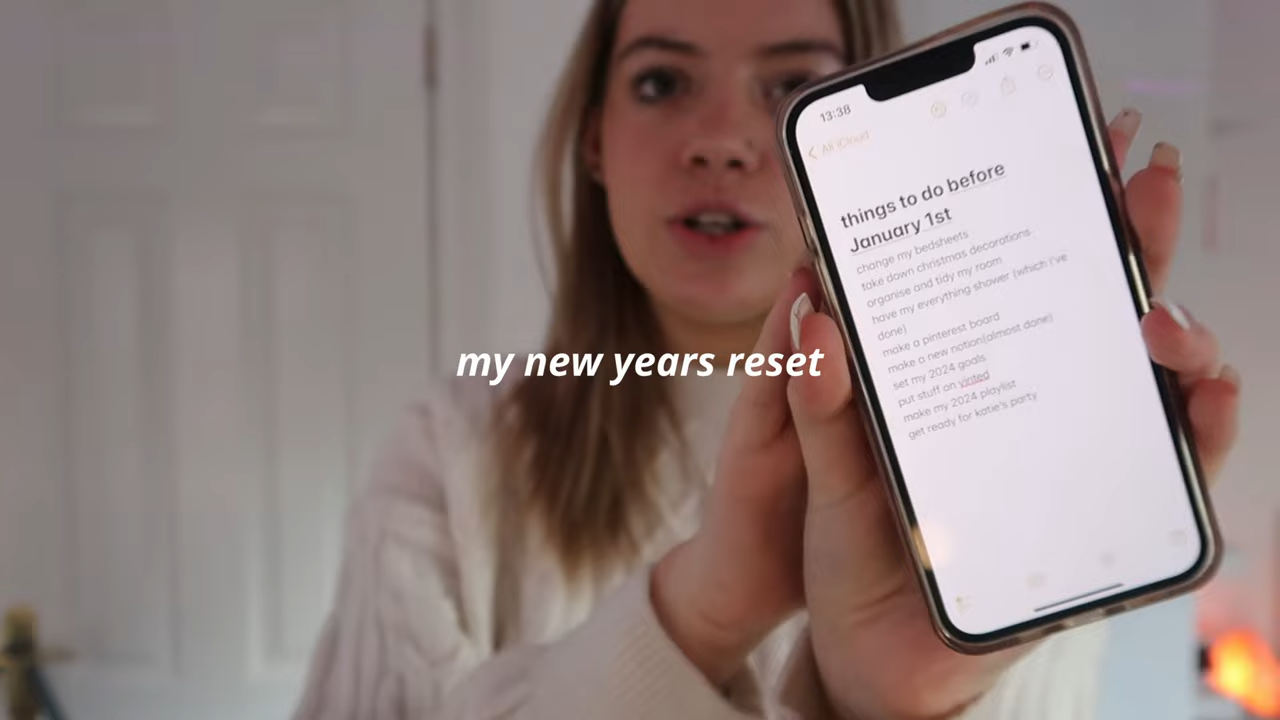 13:38
All iCloud
things to do before
January 1st
change my bedsheets
take down christmas decorations
organise and tidy my room
have my everything shower (which i've
done)
make a pinterest board
make a new notion(almost done)
set my 2024 goals
put stuff on vinted
make my 2024 playlist
get ready for katie's party
my new years reset